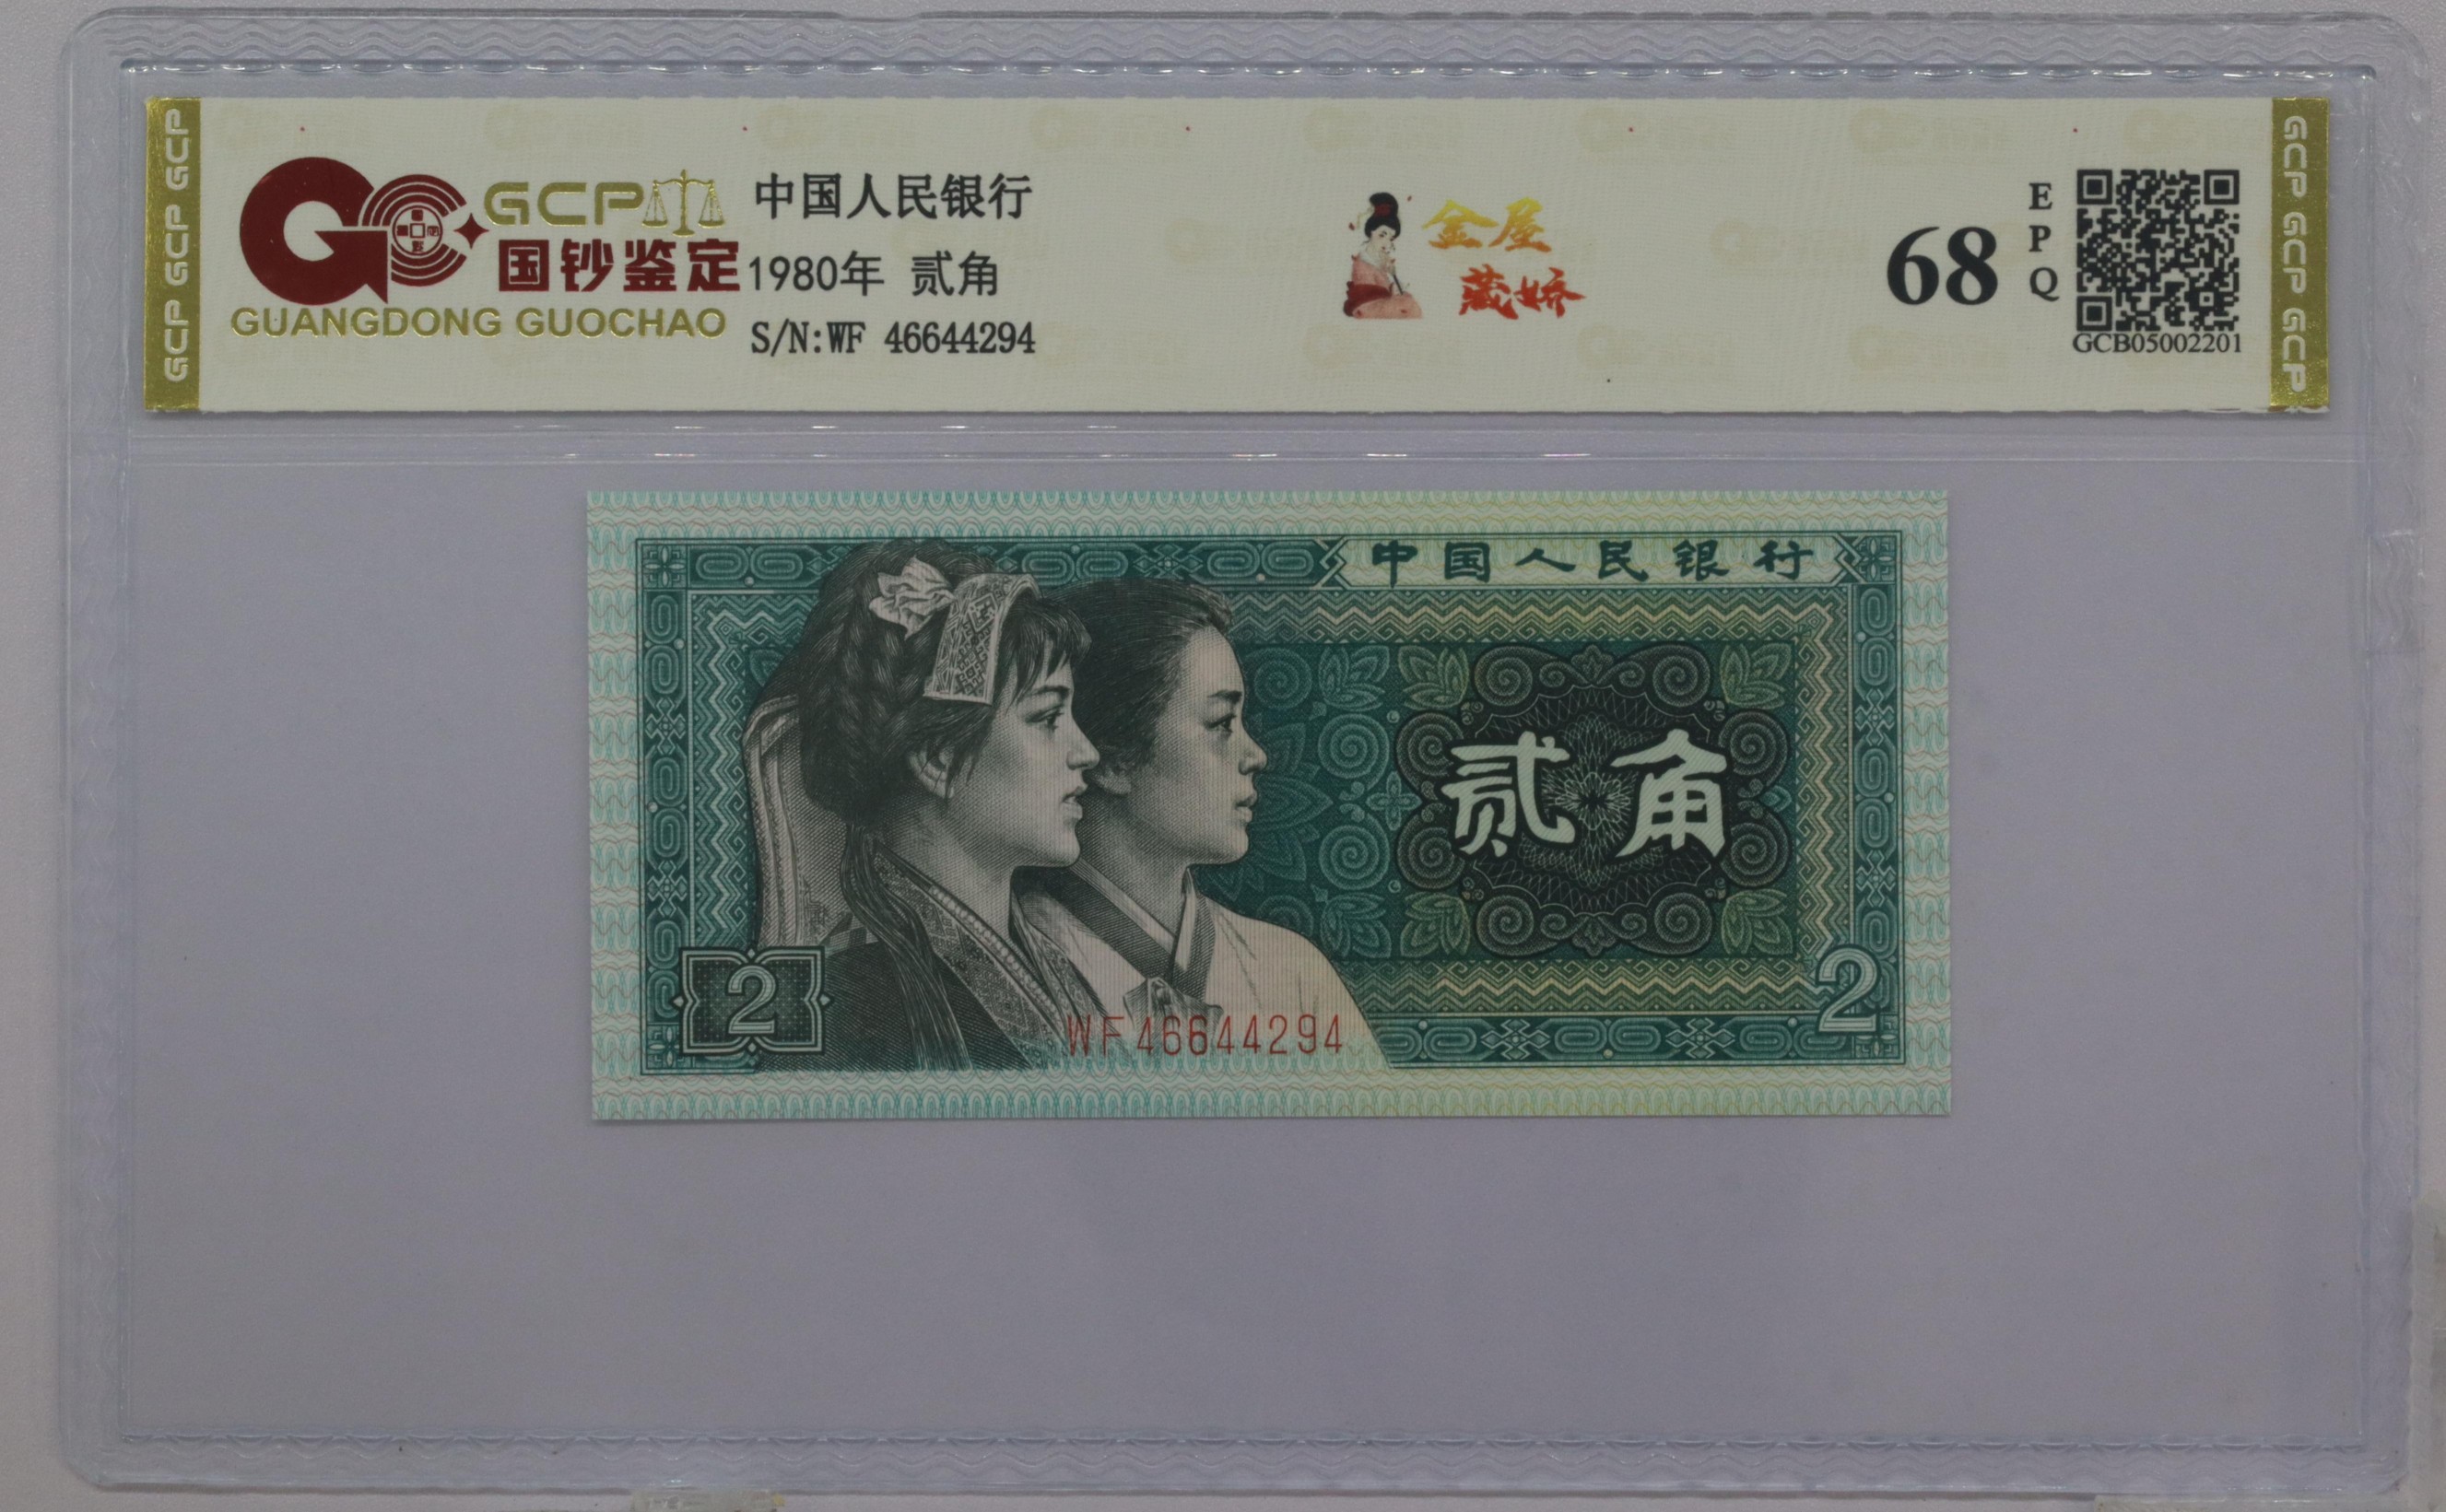 GCP GCP GCP
GCP
国钞鉴定
GUANGDONG GUOCHAO
中国人民银行
1980年 贰角
S/N:WF 46644294
金屋
藏娇
68
EPQ
GCB05002201
GCP GCP GCP
中国人民银行
贰角
2
WF46644294
2